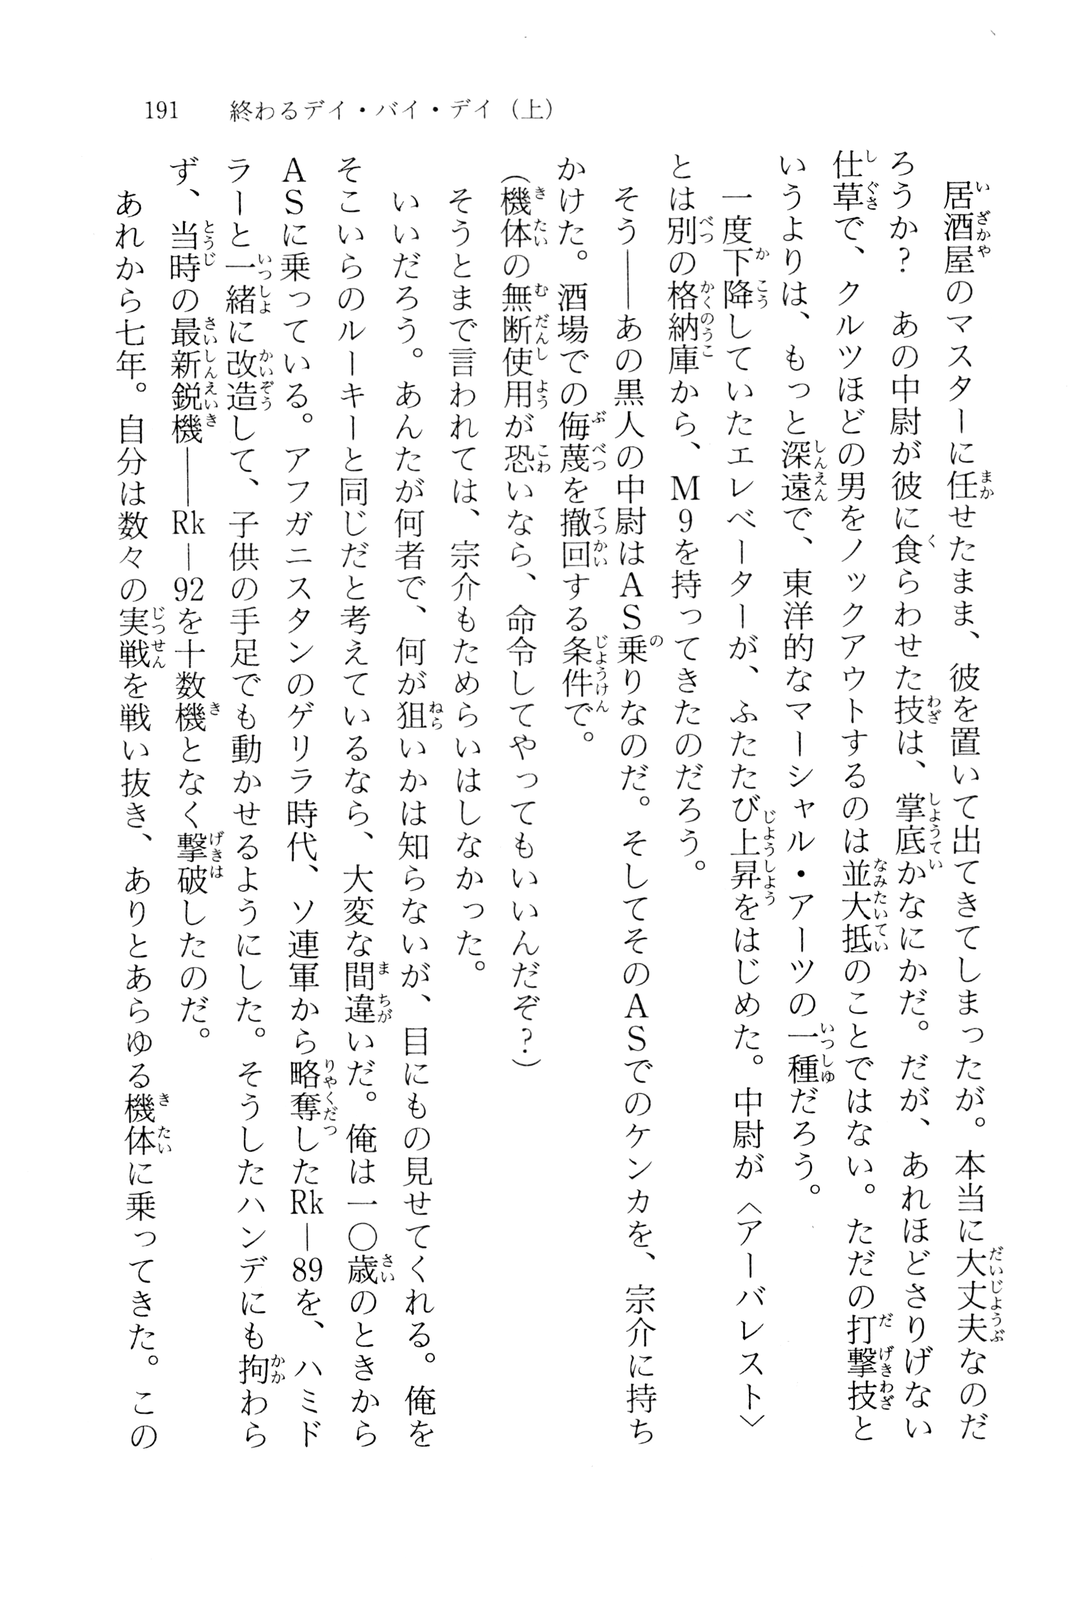 191　終わるデイ・バイ・デイ（上）
居酒屋のマスターに任せたまま、彼を置いて出てきてしまったが。本当に大丈夫なのだ
ろうか？　あの中尉が彼に食らわせた技は、掌底かなにかだ。だが、あれほどさりげない
仕草で、クルツほどの男をノックアウトするのは並大抵のことではない。ただの打撃技と
いうよりは、もっと深遠で、東洋的なマーシャル・アーツの一種だろう。
　一度下降していたエレベーターが、ふたたび上昇をはじめた。中尉が〈アーバレスト〉
とは別の格納庫から、M9を持ってきたのだろう。
　そう――あの黒人の中尉はAS乗りなのだ。そしてそのASでのケンカを、宗介に持ち
かけた。酒場での侮蔑を撤回する条件で。
（機体の無断使用が恐いなら、命令してやってもいいんだぞ？）
　そうとまで言われては、宗介もためらいはしなかった。
　いいだろう。あんたが何者で、何が狙いかは知らないが、目にもの見せてくれる。俺を
そこいらのルーキーと同じだと考えているなら、大変な間違いだ。俺は一〇歳のときから
ASに乗っている。アフガニスタンのゲリラ時代、ソ連軍から略奪したRk―89を、ハミド
ラーと一緒に改造して、子供の手足でも動かせるようにした。そうしたハンデにも拘わら
ず、当時の最新鋭機――Rk―92を十数機となく撃破したのだ。
　あれから七年。自分は数々の実戦を戦い抜き、ありとあらゆる機体に乗ってきた。この